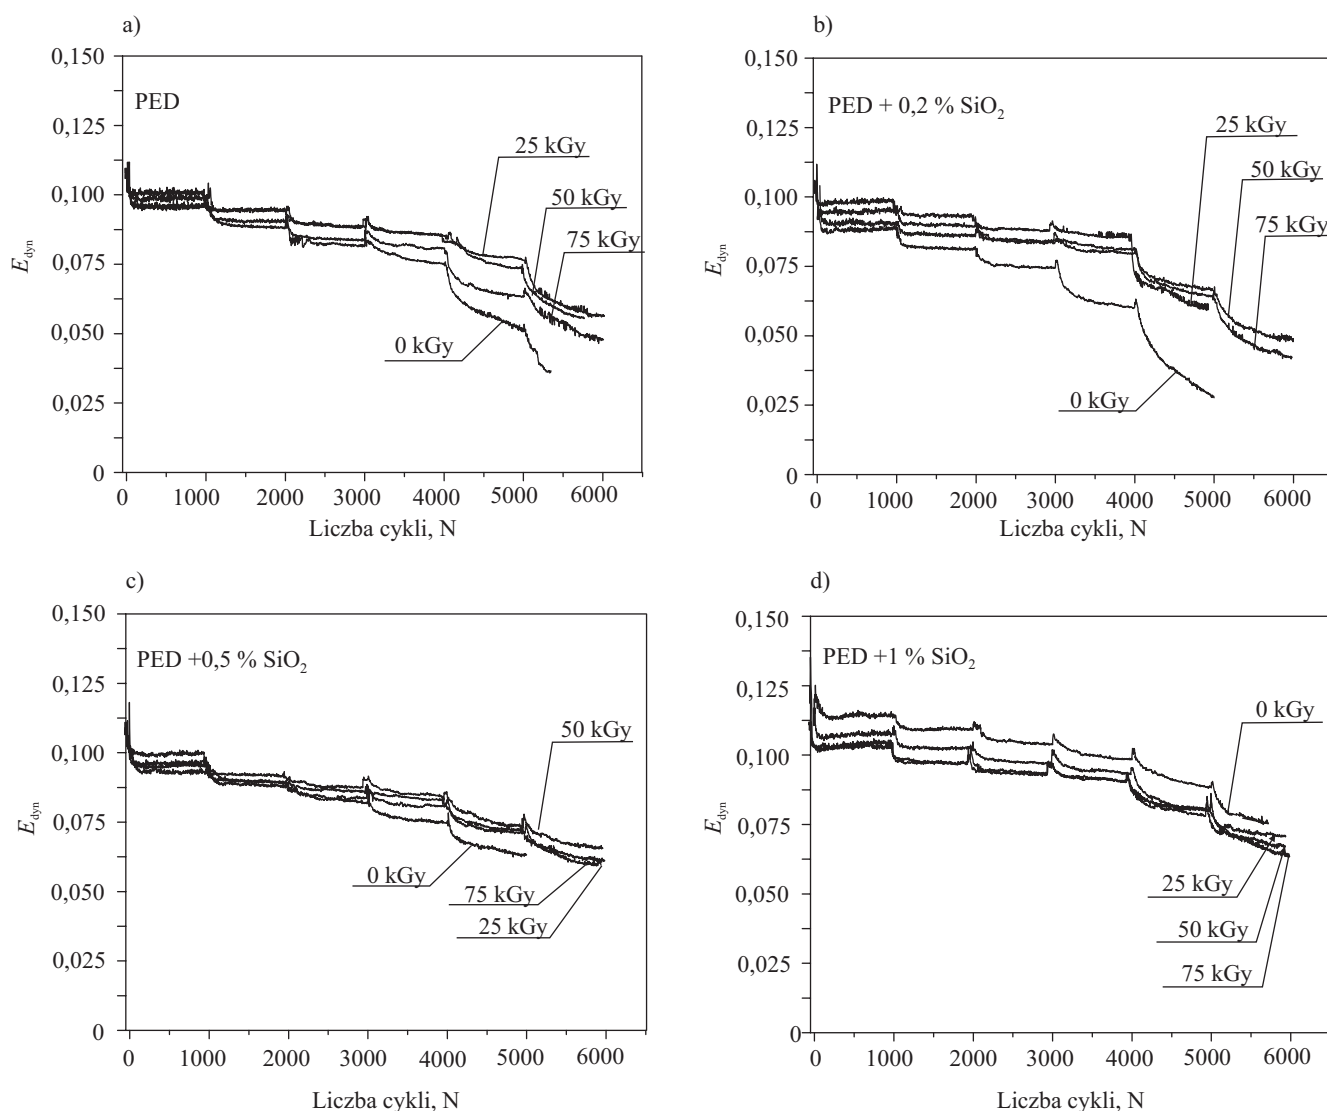 a)
0,150
0,125
0,100
0,075
0,050
0,025
0
E_dyn
PED
25 kGy
50 kGy
75 kGy
0 kGy
0 1000 2000 3000 4000 5000 6000
Liczba cykli, N
b)
0,150
0,125
0,100
0,075
0,050
0,025
0
E_dyn
PED + 0,2 % SiO₂
25 kGy
50 kGy
75 kGy
0 kGy
0 1000 2000 3000 4000 5000 6000
Liczba cykli, N
c)
0,150
0,125
0,100
0,075
0,050
0,025
0
E_dyn
PED +0,5 % SiO₂
50 kGy
0 kGy
75 kGy
25 kGy
0 1000 2000 3000 4000 5000 6000
Liczba cykli, N
d)
0,150
0,125
0,100
0,075
0,050
0,025
0
E_dyn
PED +1 % SiO₂
0 kGy
25 kGy
50 kGy
75 kGy
0 1000 2000 3000 4000 5000 6000
Liczba cykli, N